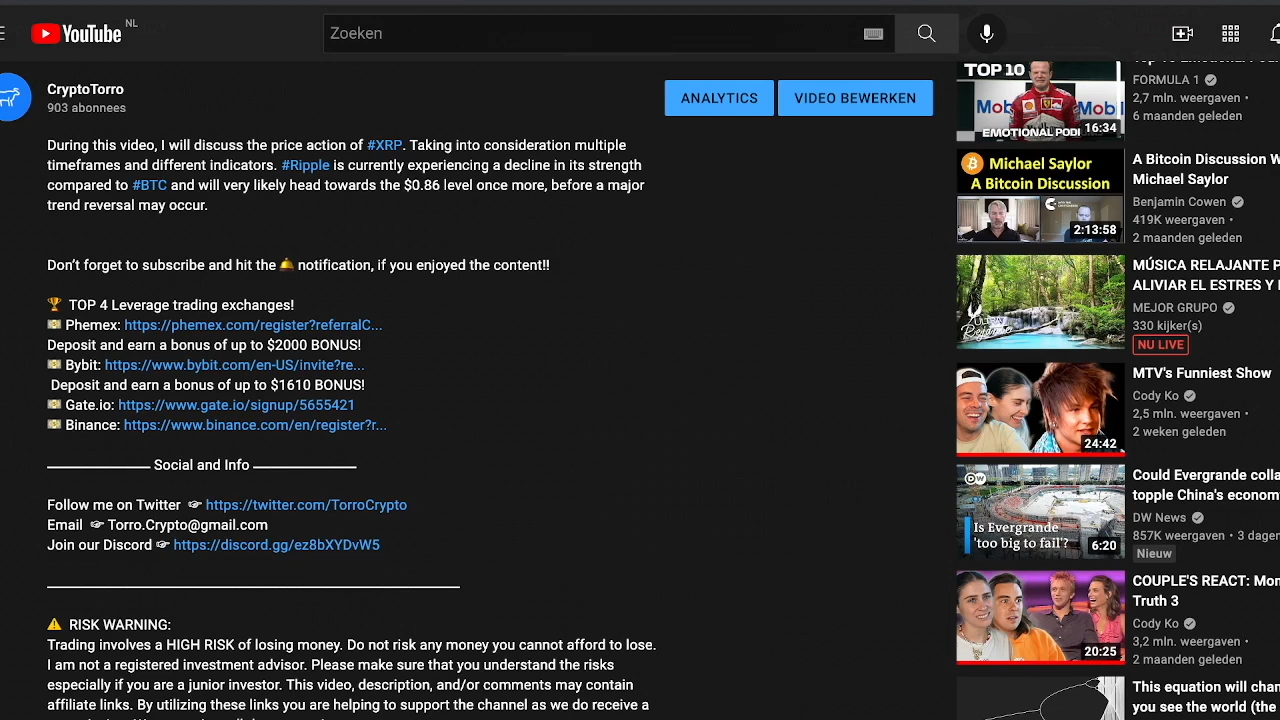 YouTube NL
Zoeken
CryptoTorro
903 abonnees
ANALYTICS
VIDEO BEWERKEN
During this video, I will discuss the price action of #XRP. Taking into consideration multiple
timeframes and different indicators. #Ripple is currently experiencing a decline in its strength
compared to #BTC and will very likely head towards the $0.86 level once more, before a major
trend reversal may occur.
Don’t forget to subscribe and hit the 🛎 notification, if you enjoyed the content!!
🏆 TOP 4 Leverage trading exchanges!
💴 Phemex: https://phemex.com/register?referralC...
Deposit and earn a bonus of up to $2000 BONUS!
💴 Bybit: https://www.bybit.com/en-US/invite?re...
Deposit and earn a bonus of up to $1610 BONUS!
💴 Gate.io: https://www.gate.io/signup/5655421
💴 Binance: https://www.binance.com/en/register?r...
Social and Info
Follow me on Twitter ☞ https://twitter.com/TorroCrypto
Email ☞ Torro.Crypto@gmail.com
Join our Discord ☞ https://discord.gg/ez8bXYDvW5
⚠ RISK WARNING:
Trading involves a HIGH RISK of losing money. Do not risk any money you cannot afford to lose.
I am not a registered investment advisor. Please make sure that you understand the risks
especially if you are a junior investor. This video, description, and/or comments may contain
affiliate links. By utilizing these links you are helping to support the channel as we do receive a
TOP 10
EMOTIONAL PODI
16:34
FORMULA 1
2,7 mln. weergaven •
6 maanden geleden
Michael Saylor
A Bitcoin Discussion
2:13:58
A Bitcoin Discussion W
Michael Saylor
Benjamin Cowen
419K weergaven •
2 maanden geleden
MÚSICA RELAJANTE P
ALIVIAR EL ESTRES Y
MEJOR GRUPO
330 kijker(s)
NU LIVE
24:42
MTV's Funniest Show
Cody Ko
2,5 mln. weergaven •
2 weken geleden
DW
Is Evergrande
'too big to fail'?
6:20
Could Evergrande colla
topple China's econom
DW News
857K weergaven • 3 dagen
Nieuw
20:25
COUPLE'S REACT: Mon
Truth 3
Cody Ko
3,2 mln. weergaven •
2 maanden geleden
This equation will chan
you see the world (the